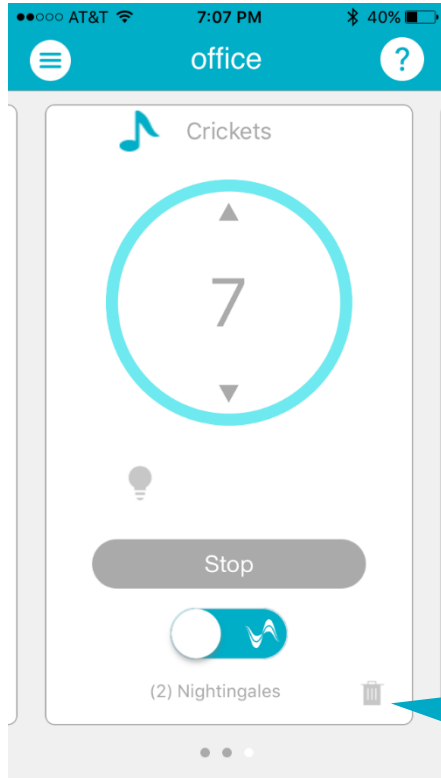 AT&T 7:07 PM 40%
office ?
Crickets
7
Stop
(2) Nightingales